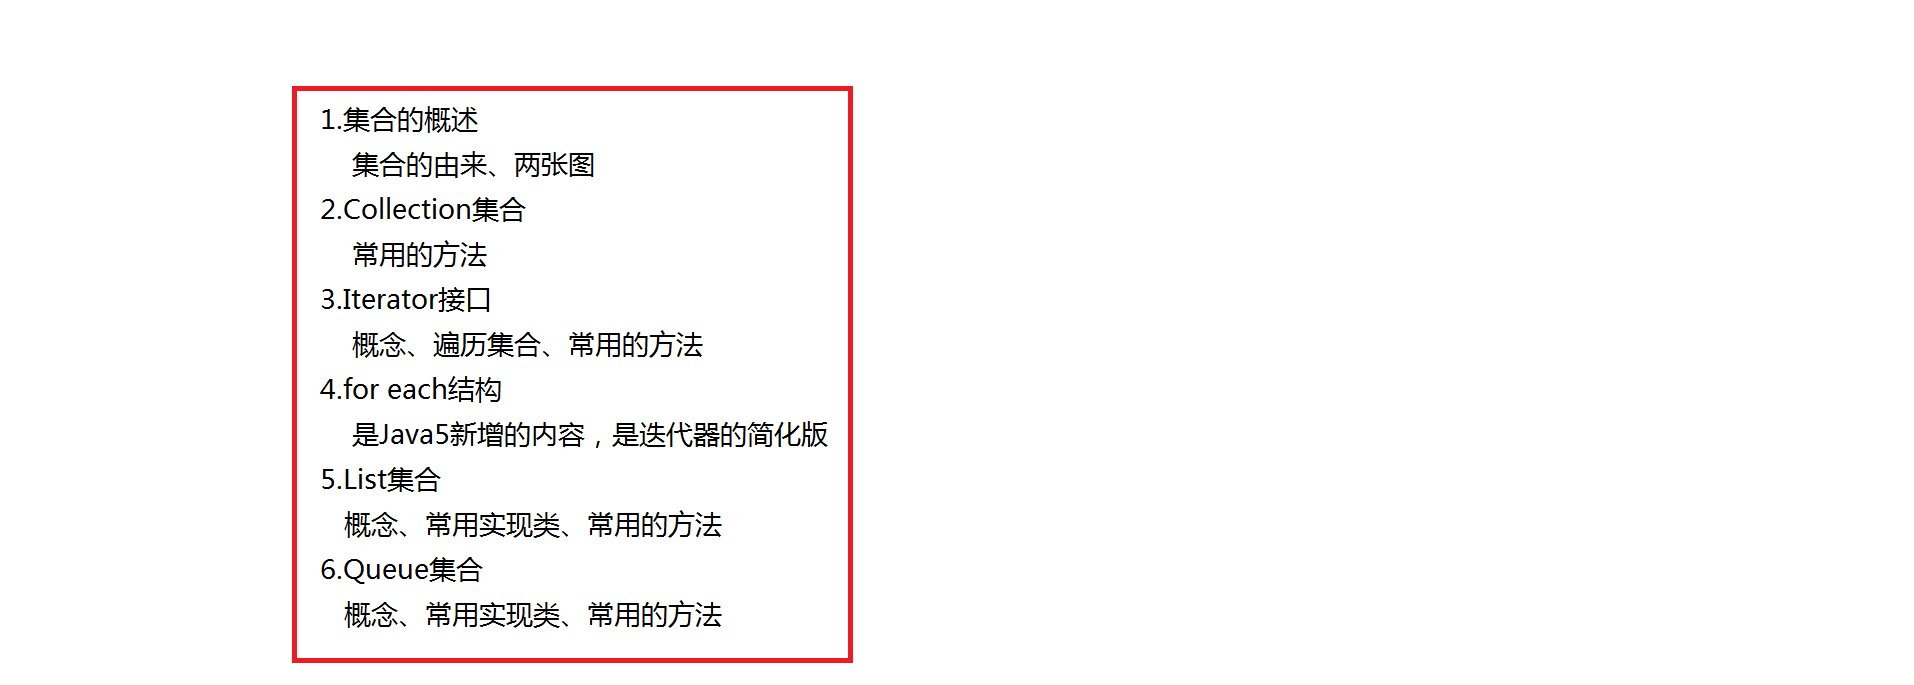 1.集合的概述
集合的由来、两张图
2.Collection集合
常用的方法
3.Iterator接口
概念、遍历集合、常用的方法
4.for each结构
是Java5新增的内容，是迭代器的简化版
5.List集合
概念、常用实现类、常用的方法
6.Queue集合
概念、常用实现类、常用的方法